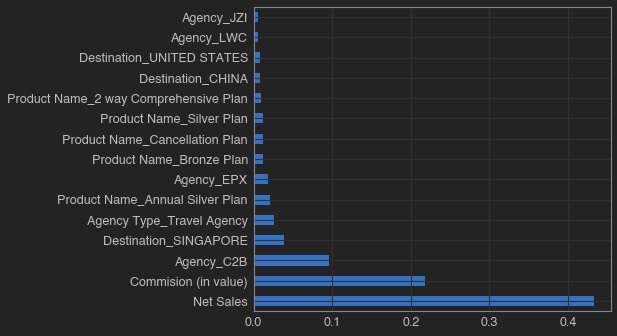 Agency_JZI
Agency_LWC
Destination_UNITED STATES
Destination_CHINA
Product Name_2 way Comprehensive Plan
Product Name_Silver Plan
Product Name_Cancellation Plan
Product Name_Bronze Plan
Agency_EPX
Product Name_Annual Silver Plan
Agency Type_Travel Agency
Destination_SINGAPORE
Agency_C2B
Commision (in value)
Net Sales
0.0 0.1 0.2 0.3 0.4